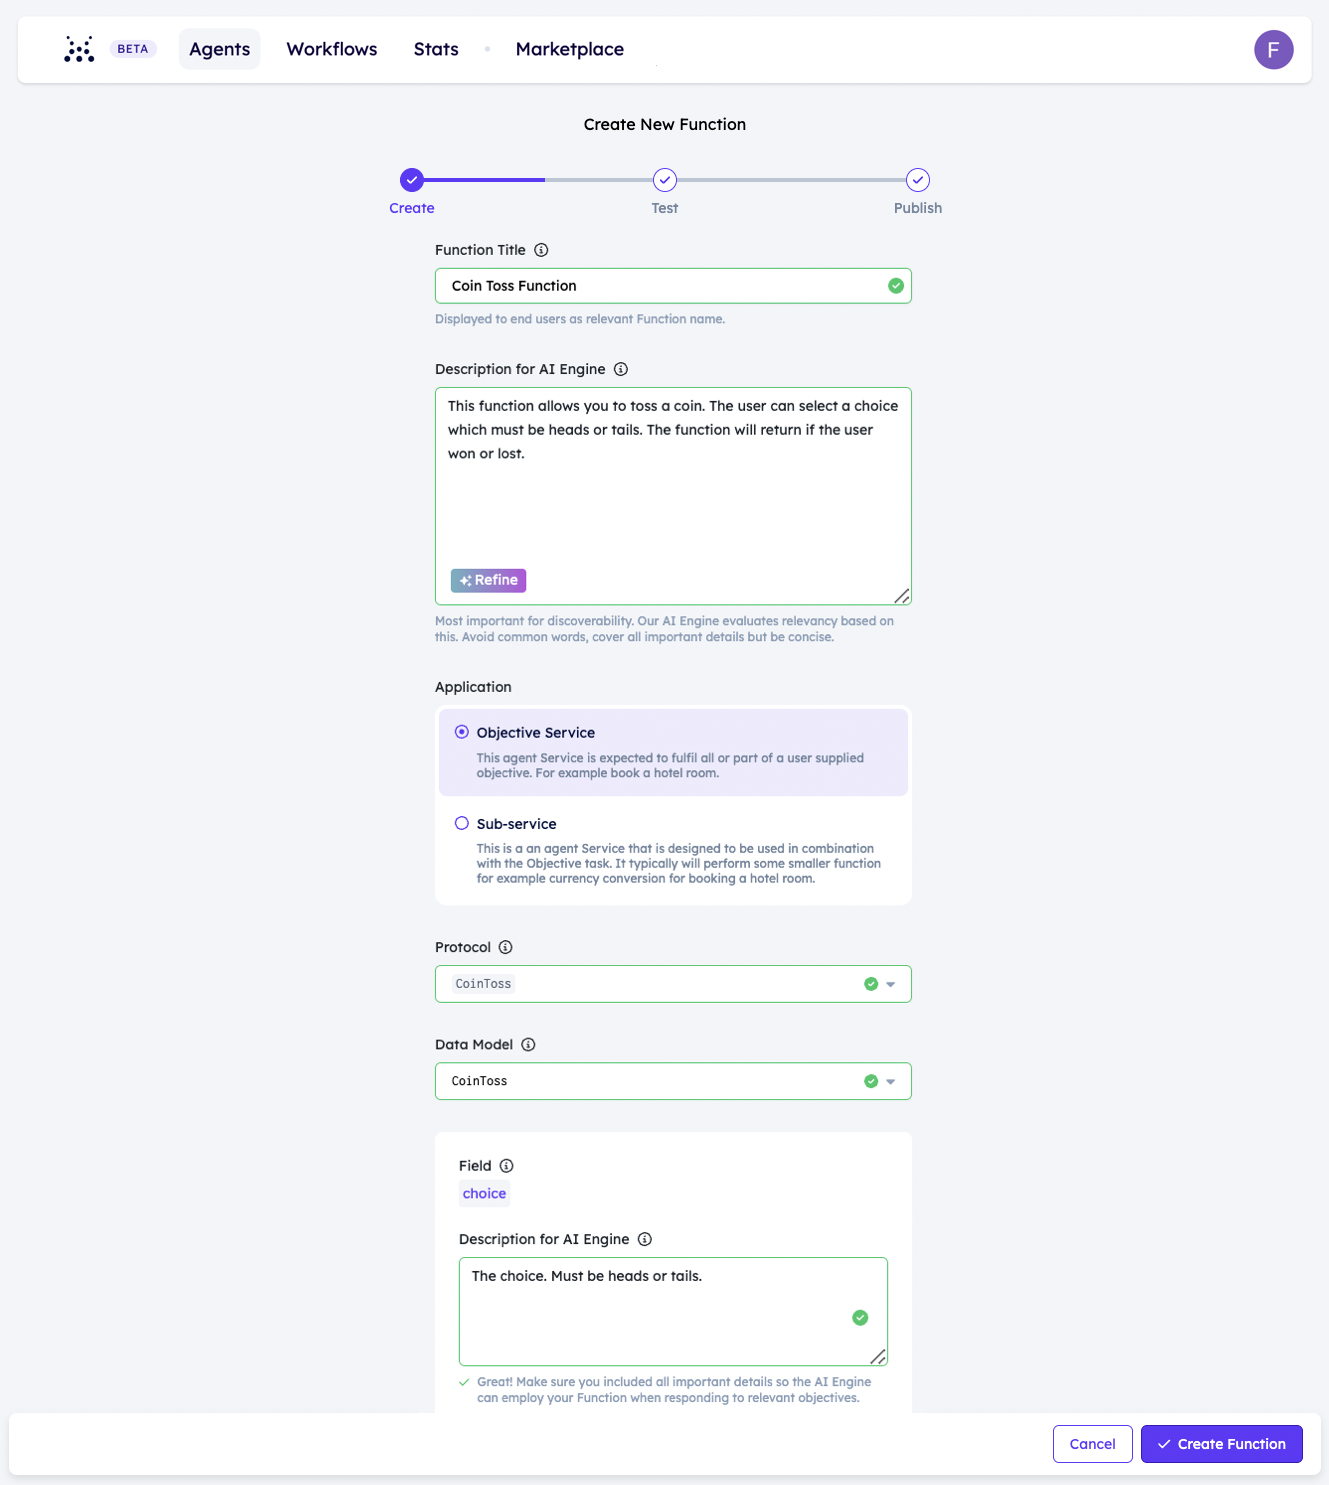 BETA
Agents
Workflows
Stats
Marketplace
F
Create New Function
Create
Test
Publish
Function Title
Coin Toss Function
Displayed to end users as relevant Function name.
Description for AI Engine
This function allows you to toss a coin. The user can select a choice
which must be heads or tails. The function will return if the user
won or lost.
Refine
Most important for discoverability. Our AI Engine evaluates relevancy based on
this. Avoid common words, cover all important details but be concise.
Application
Objective Service
This agent Service is expected to fulfil all or part of a user supplied
objective. For example book a hotel room.
Sub-service
This is a an agent Service that is designed to be used in combination
with the Objective task. It typically will perform some smaller function
for example currency conversion for booking a hotel room.
Protocol
CoinToss
Data Model
CoinToss
Field
choice
Description for AI Engine
The choice. Must be heads or tails.
Great! Make sure you included all important details so the AI Engine
can employ your Function when responding to relevant objectives.
Cancel
Create Function